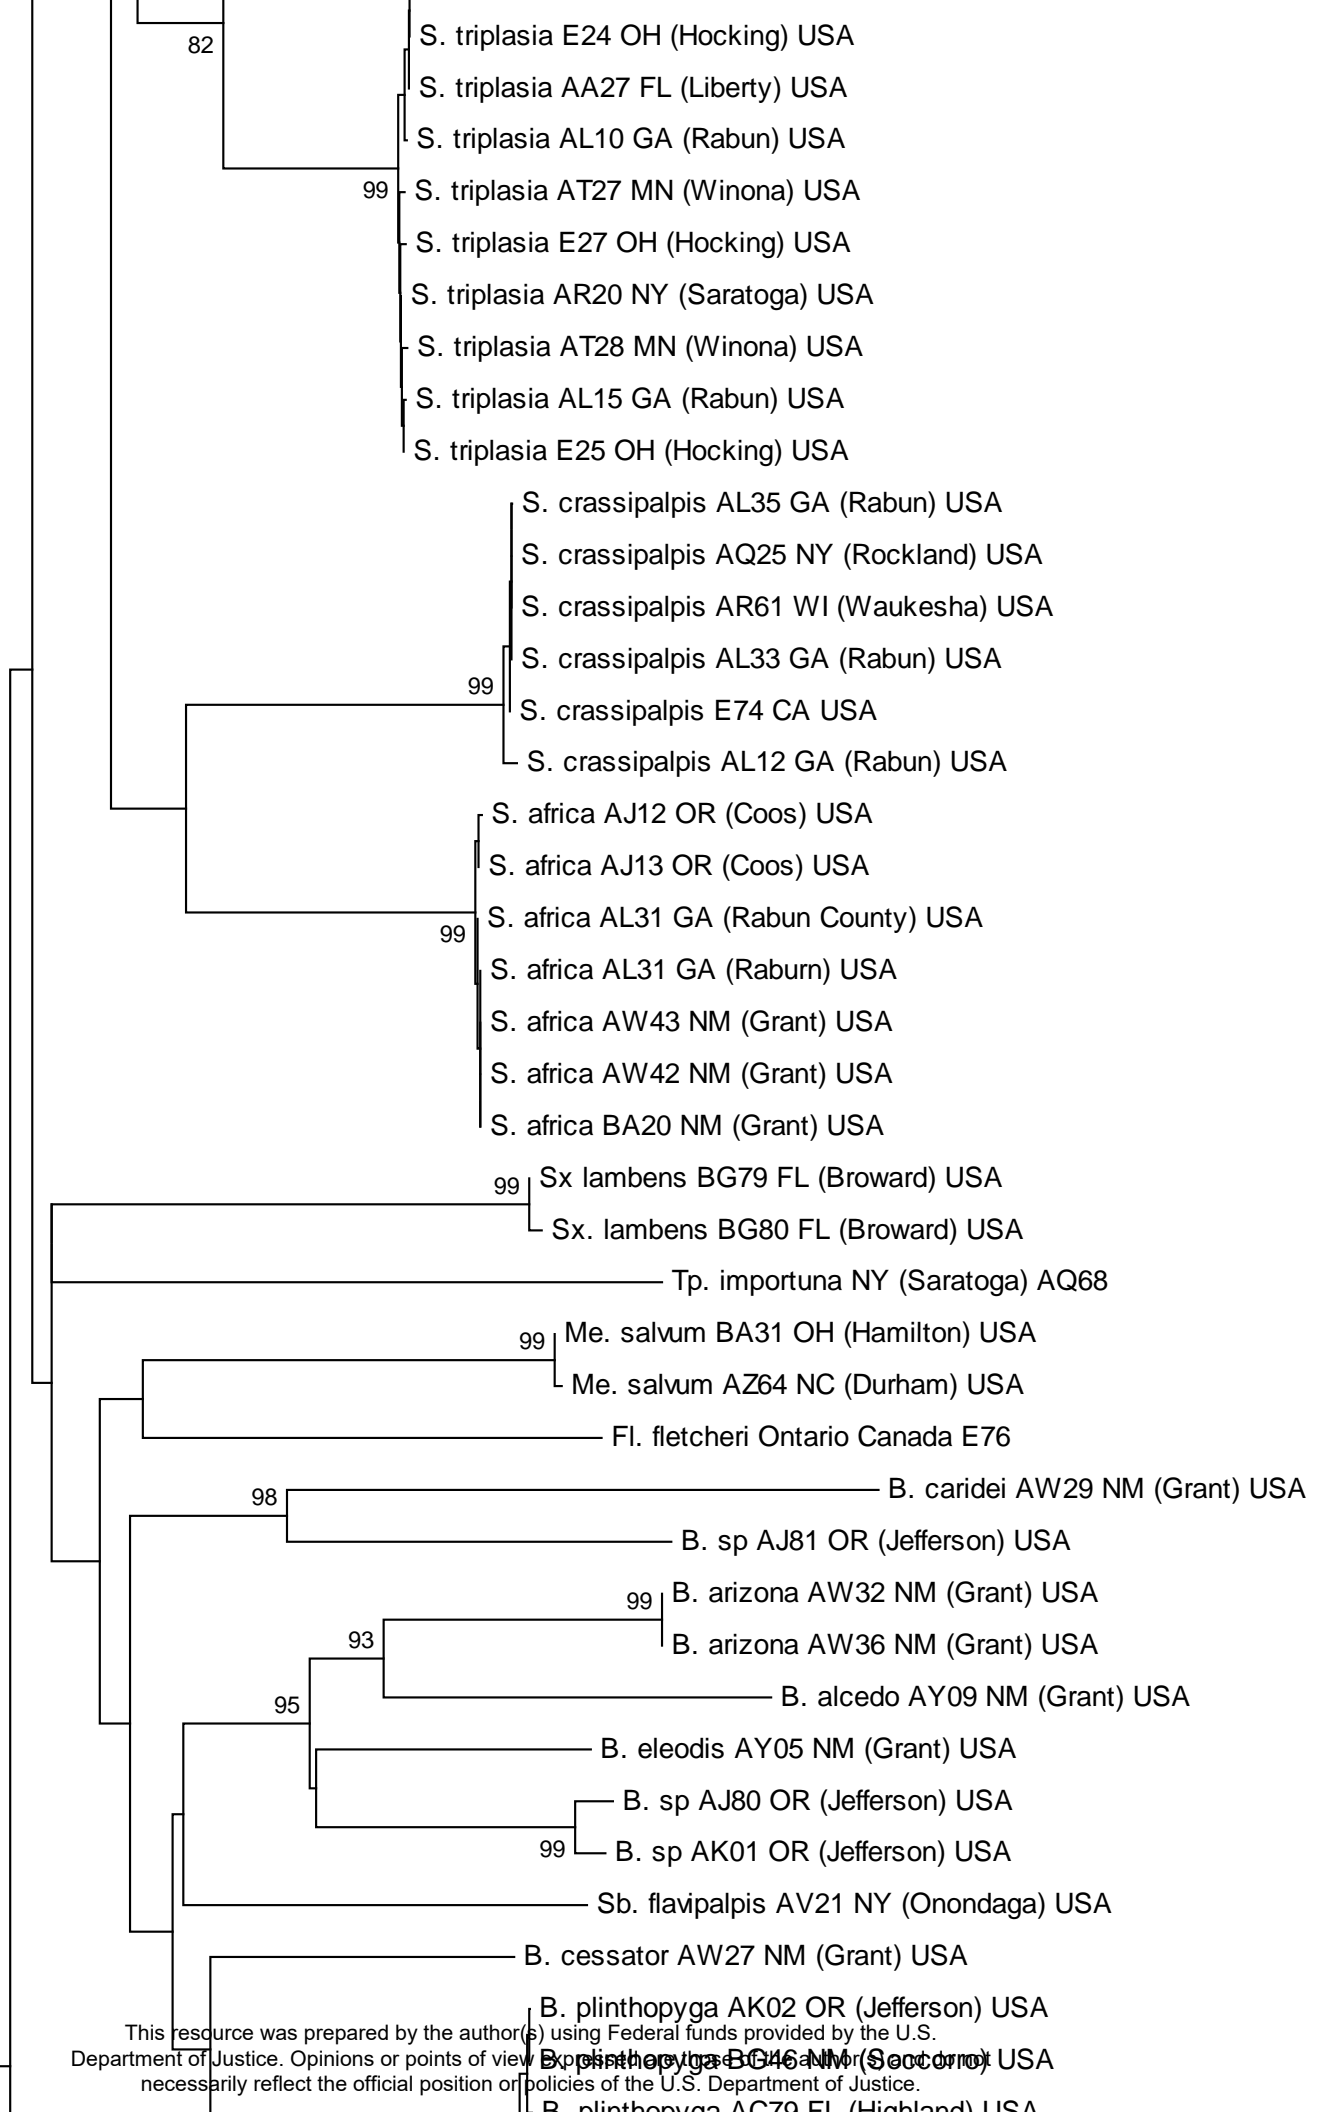 S. triplasia E24 OH (Hocking) USA
82
S. triplasia AA27 FL (Liberty) USA
S. triplasia AL10 GA (Rabun) USA
99
S. triplasia AT27 MN (Winona) USA
S. triplasia E27 OH (Hocking) USA
S. triplasia AR20 NY (Saratoga) USA
S. triplasia AT28 MN (Winona) USA
S. triplasia AL15 GA (Rabun) USA
S. triplasia E25 OH (Hocking) USA
S. crassipalpis AL35 GA (Rabun) USA
S. crassipalpis AQ25 NY (Rockland) USA
S. crassipalpis AR61 WI (Waukesha) USA
S. crassipalpis AL33 GA (Rabun) USA
99
S. crassipalpis E74 CA USA
S. crassipalpis AL12 GA (Rabun) USA
S. africa AJ12 OR (Coos) USA
S. africa AJ13 OR (Coos) USA
S. africa AL31 GA (Rabun County) USA
99
S. africa AL31 GA (Raburn) USA
S. africa AW43 NM (Grant) USA
S. africa AW42 NM (Grant) USA
S. africa BA20 NM (Grant) USA
99
Sx lambens BG79 FL (Broward) USA
Sx. lambens BG80 FL (Broward) USA
Tp. importuna NY (Saratoga) AQ68
99
Me. salvum BA31 OH (Hamilton) USA
Me. salvum AZ64 NC (Durham) USA
Fl. fletcheri Ontario Canada E76
98
B. caridei AW29 NM (Grant) USA
B. sp AJ81 OR (Jefferson) USA
99
B. arizona AW32 NM (Grant) USA
93
B. arizona AW36 NM (Grant) USA
95
B. alcedo AY09 NM (Grant) USA
B. eleodis AY05 NM (Grant) USA
B. sp AJ80 OR (Jefferson) USA
99
B. sp AK01 OR (Jefferson) USA
Sb. flavipalpis AV21 NY (Onondaga) USA
B. cessator AW27 NM (Grant) USA
B. plinthopyga AK02 OR (Jefferson) USA
This resource was prepared by the author(s) using Federal funds provided by the U.S.
Department of Justice. Opinions or points of view expressed are those of the author(s) and do not
B. plinthopyga BG46 NM (Soccorro) USA
necessarily reflect the official position or policies of the U.S. Department of Justice.
B. plinthopyga AC79 FL (Highland) USA